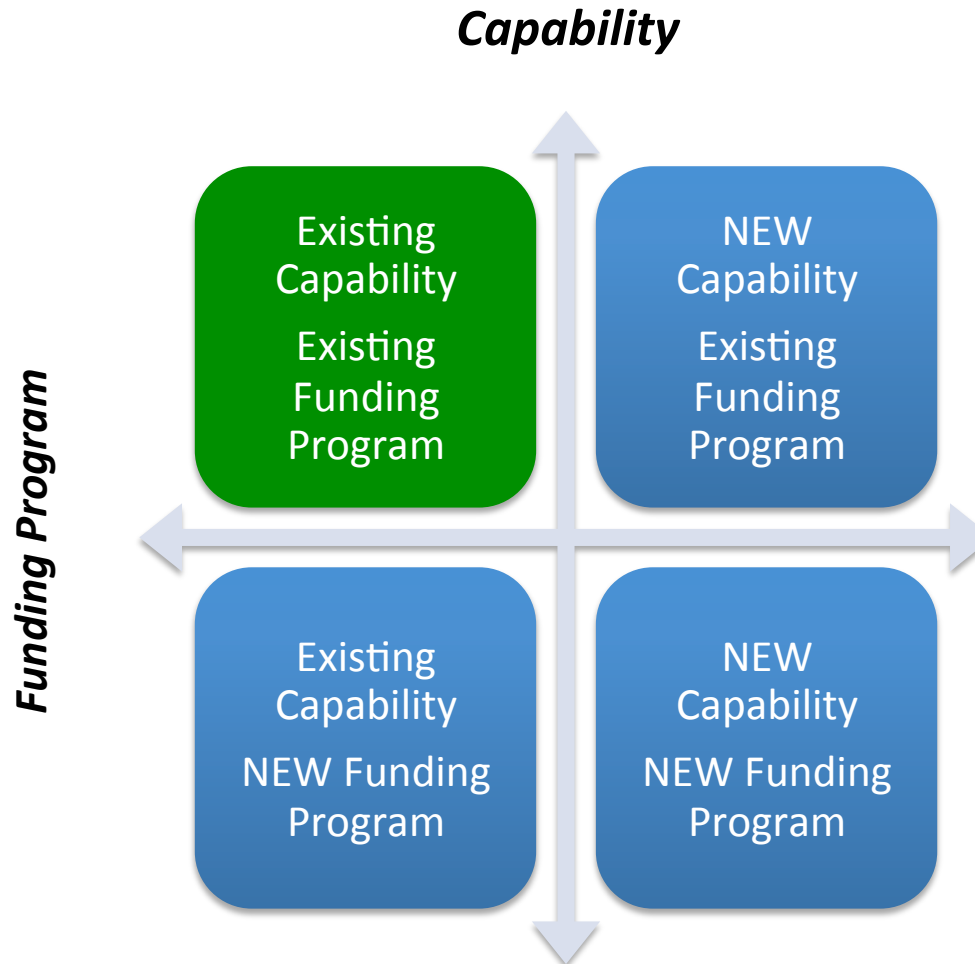 Capability
Funding Program
Existing
Capability
Existing
Funding
Program
NEW
Capability
Existing
Funding
Program
Existing
Capability
NEW Funding
Program
NEW
Capability
NEW Funding
Program